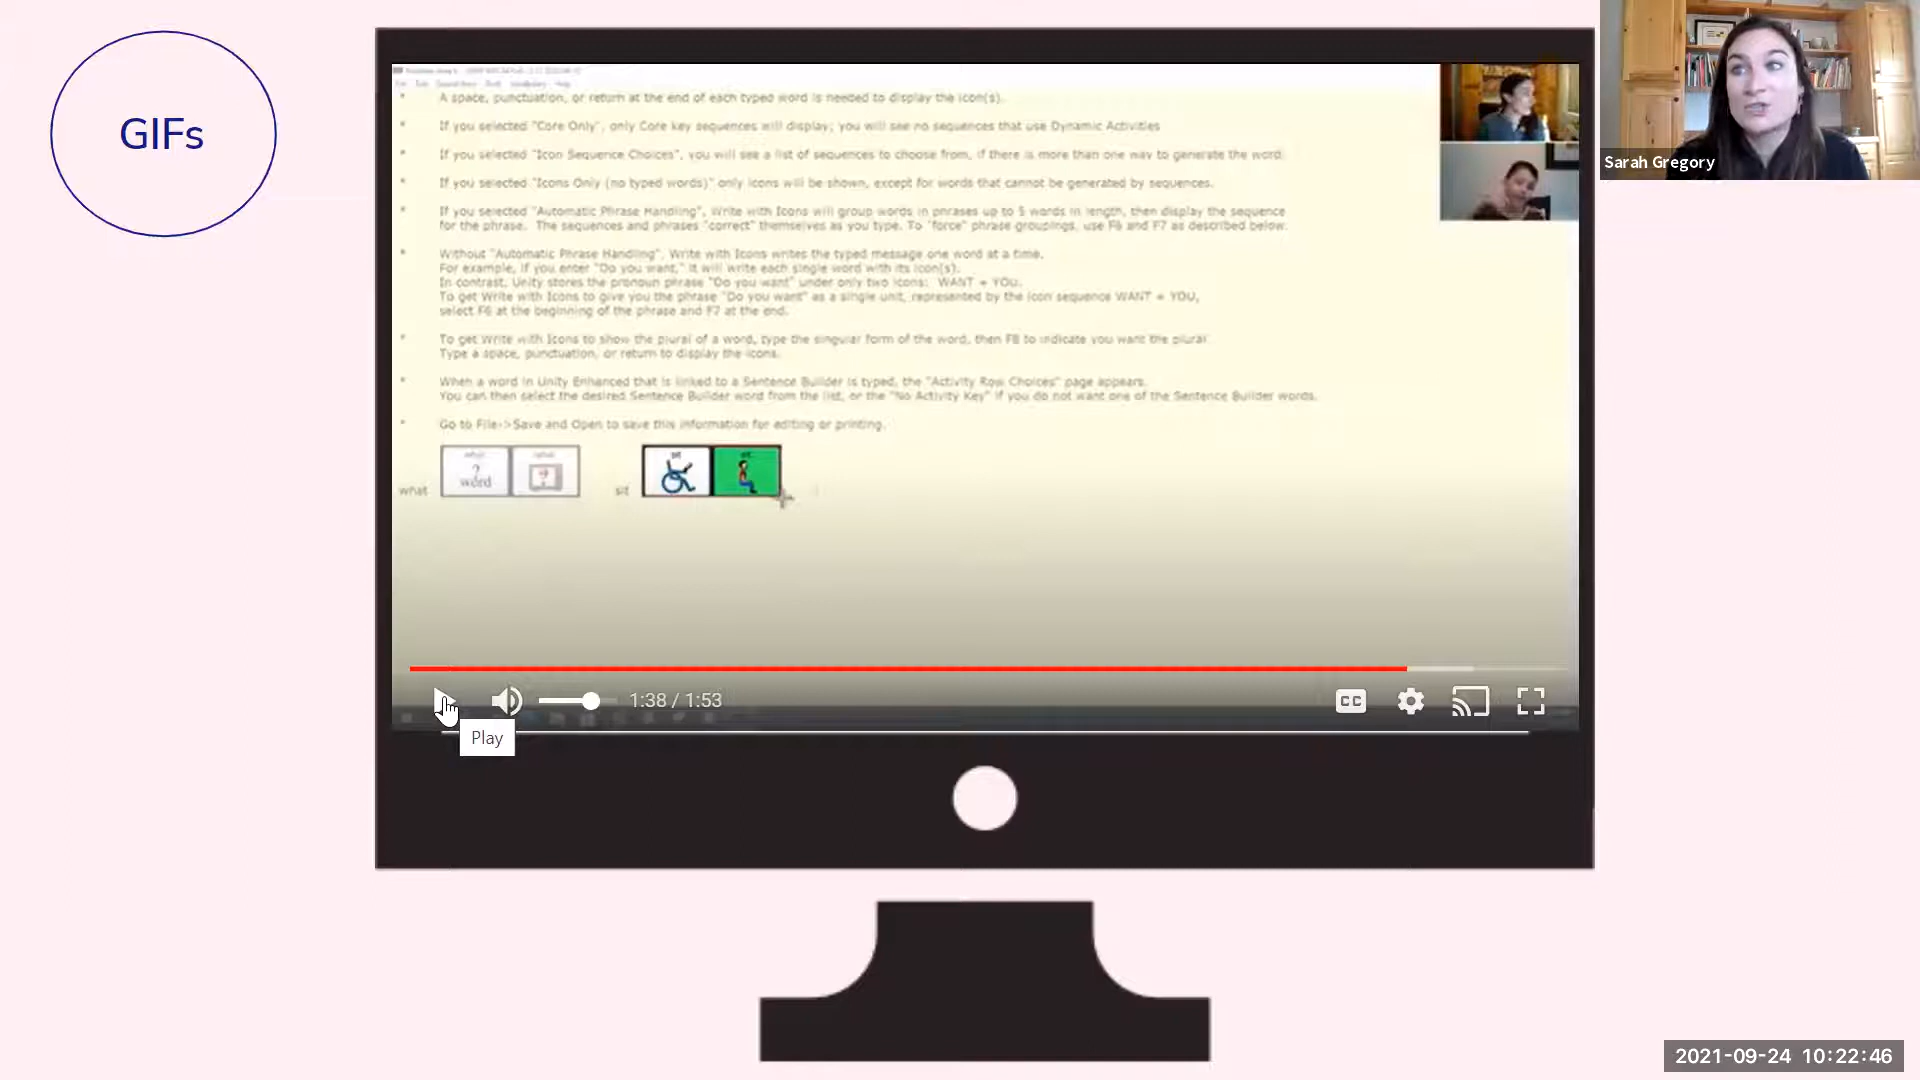 GIFs
A space, punctuation, or return at the end of each typed word is needed to display the icon(s).
If you selected "Core Only", only Core key sequences will display; you will see no sequences that use Dynamic Activities
If you selected "Icon Sequence Choices", you will see a list of sequences to choose from, if there is more than one way to generate the word.
If you selected "Icons Only (no typed words)" only icons will be shown, except for words that cannot be generated by sequences.
If you selected "Automatic Phrase Handling", Write with Icons will group words in phrases up to 5 words in length, then display the sequence
for the phrase. The sequences and phrases "correct" themselves as you type. To "force" phrase groupings, use F6 and F7 as described below.
Without "Automatic Phrase Handling", Write with Icons writes the typed message one word at a time.
For example, if you enter "Do you want," it will write each single word with its icon(s).
In contrast, Unity stores the pronoun phrase "Do you want" under only two icons: WANT + YOU.
To get Write with Icons to give you the phrase "Do you want" as a single unit, represented by the icon sequence WANT + YOU,
select F6 at the beginning of the phrase and F7 at the end.
To get Write with Icons to show the plural of a word, type the singular form of the word, then F8 to indicate you want the plural.
Type a space, punctuation, or return to display the icons.
When a word in Unity Enhanced that is linked to a Sentence Builder is typed, the "Activity Row Choices" page appears.
You can then select the desired Sentence Builder word from the list, or the "No Activity Key" if you do not want one of the Sentence Builder words.
Go to File->Save and Open to save this information for editing or printing.
what what sit sit
? word ?
what sit
1:38 / 1:53
CC
Play
Sarah Gregory
2021-09-24 10:22:46